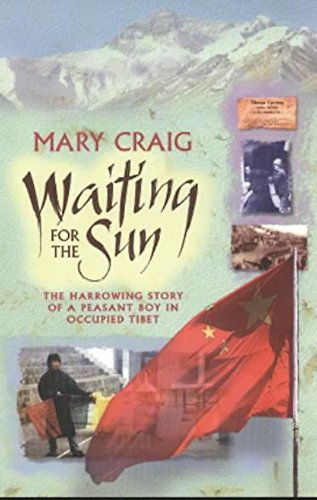 MARY CRAIG
Waiting
FOR THE
Sun
THE HARROWING STORY
OF A PEASANT BOY IN
OCCUPIED TIBET